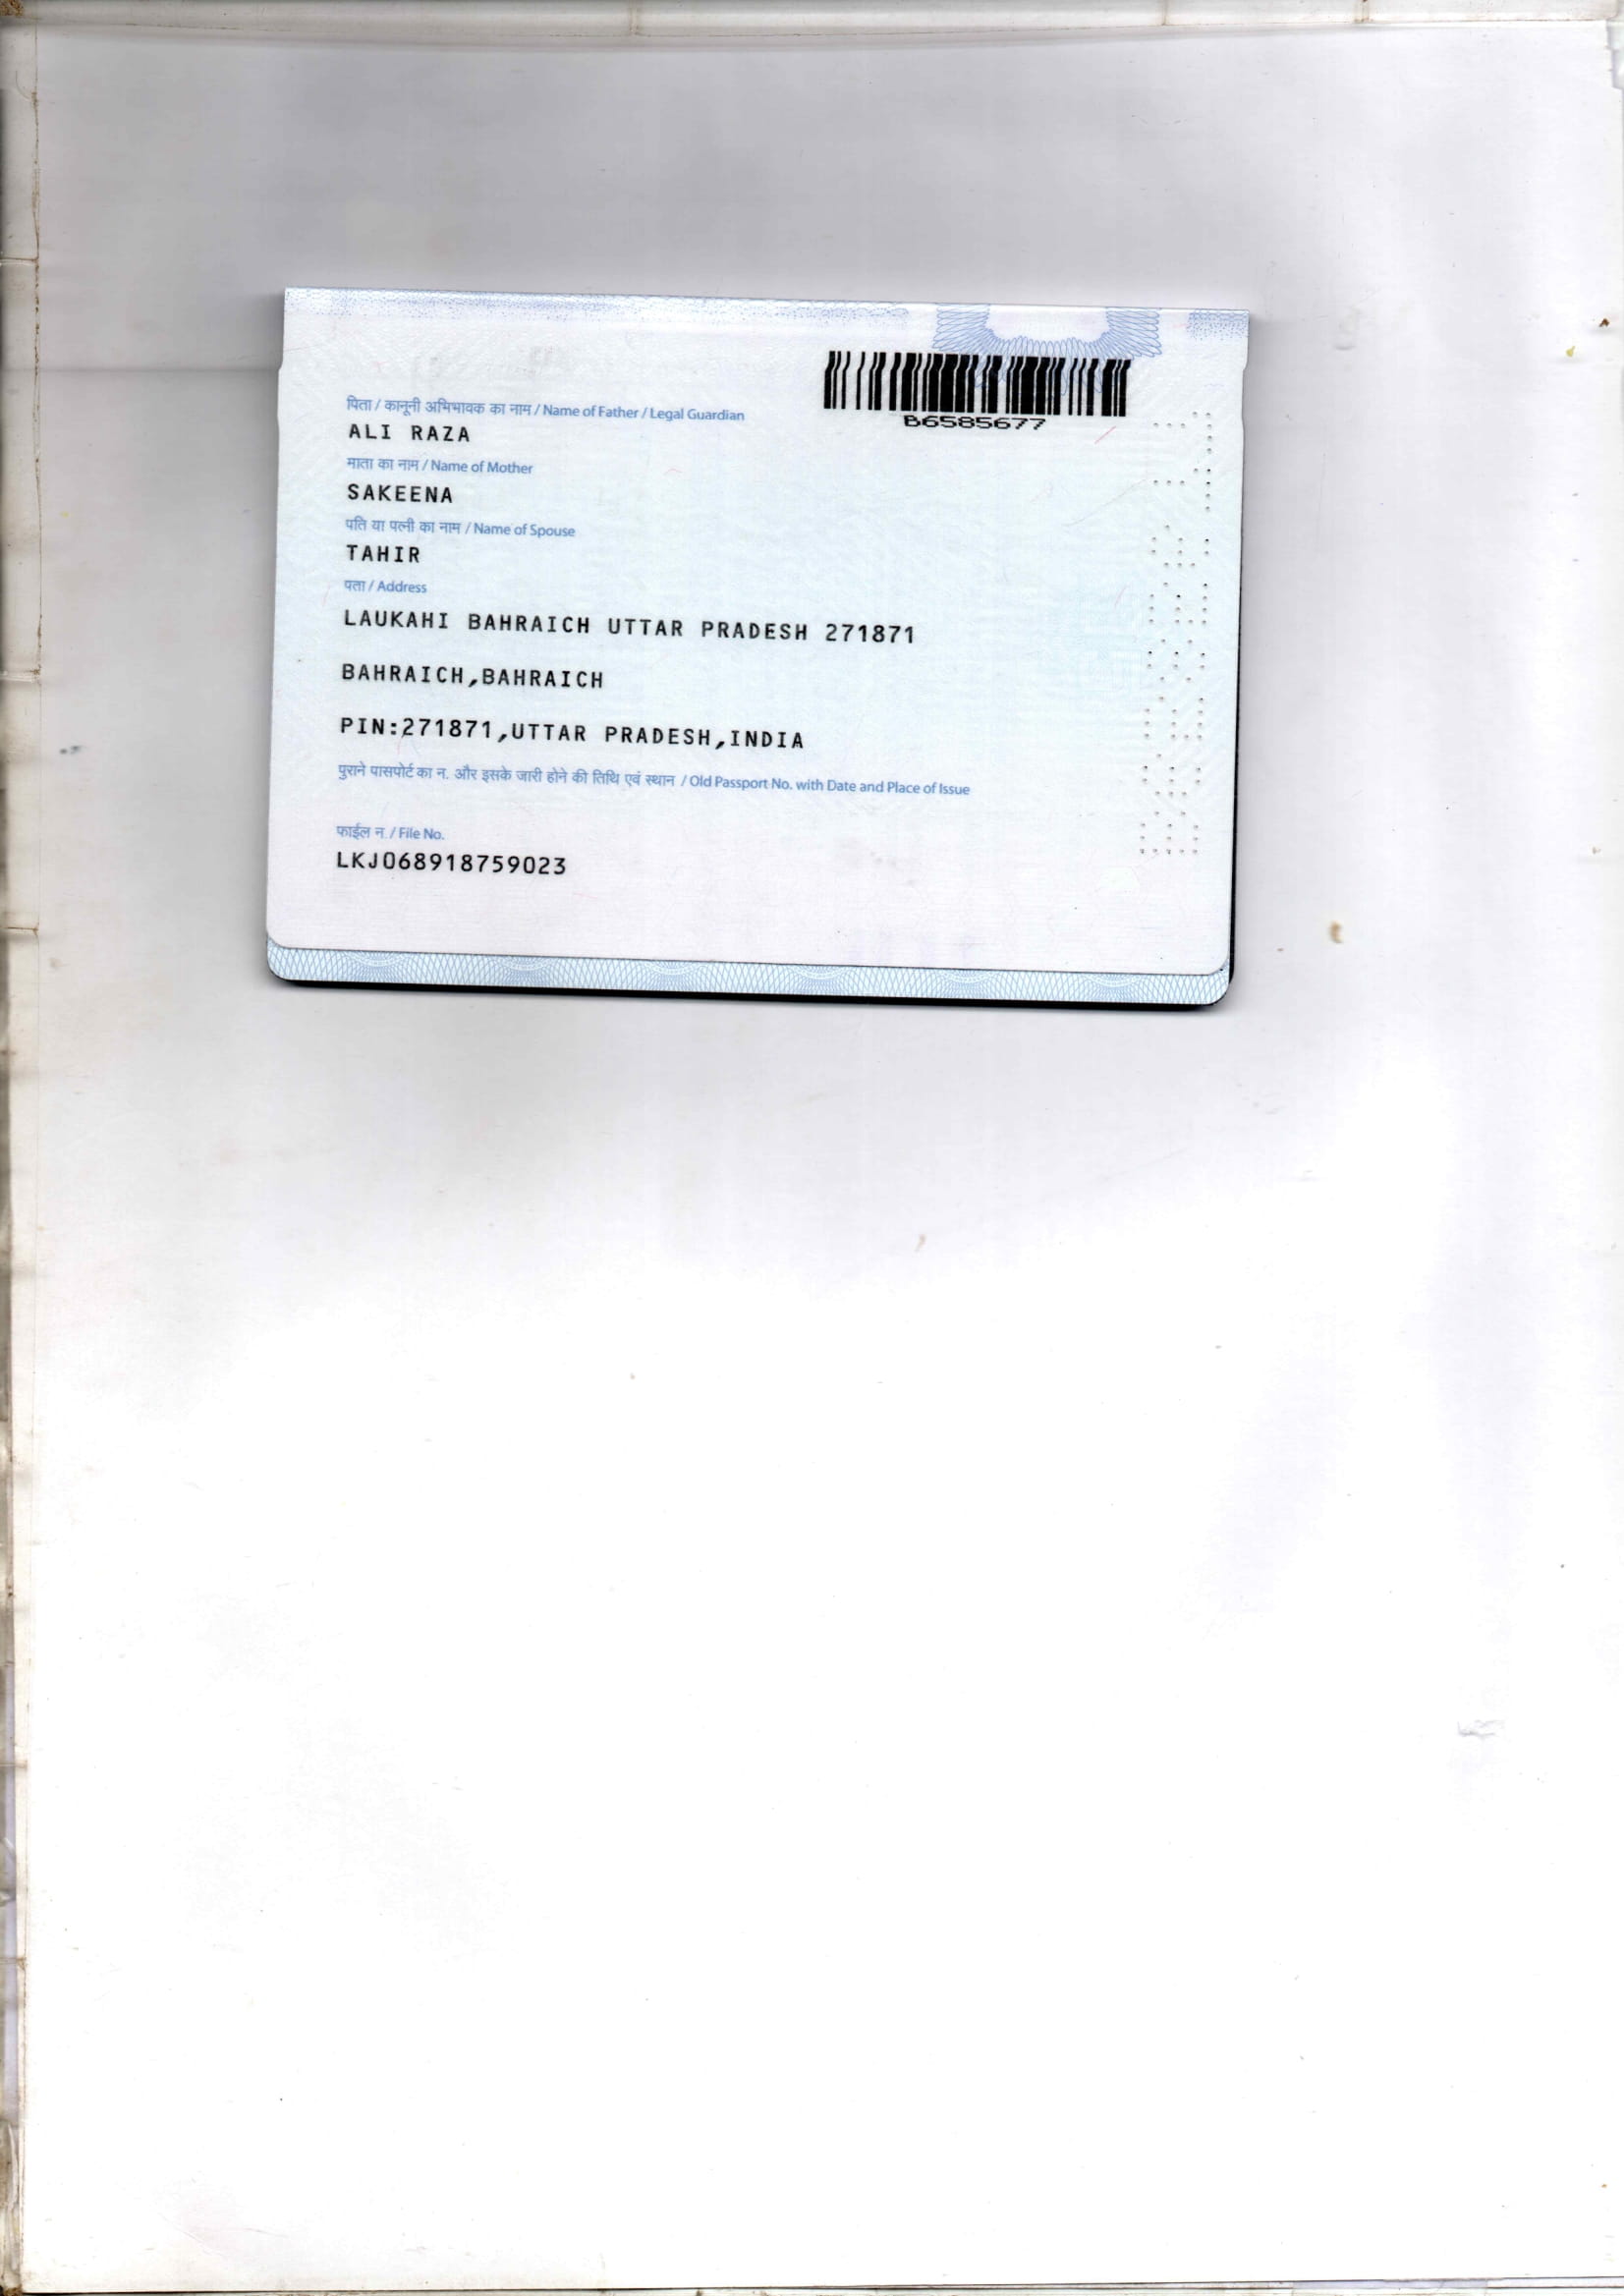 B6585677
पिता / कानूनी अभिभावक का नाम / Name of Father / Legal Guardian
ALI RAZA
माता का नाम / Name of Mother
SAKEENA
पति या पत्नी का नाम / Name of Spouse
TAHIR
पता / Address
LAUKAHI BAHRAICH UTTAR PRADESH 271871
BAHRAICH,BAHRAICH
PIN:271871,UTTAR PRADESH,INDIA
पुराने पासपोर्ट का न. और इसके जारी होने की तिथि एवं स्थान / Old Passport No. with Date and Place of Issue
फाईल न. / File No.
LKJ068918759023